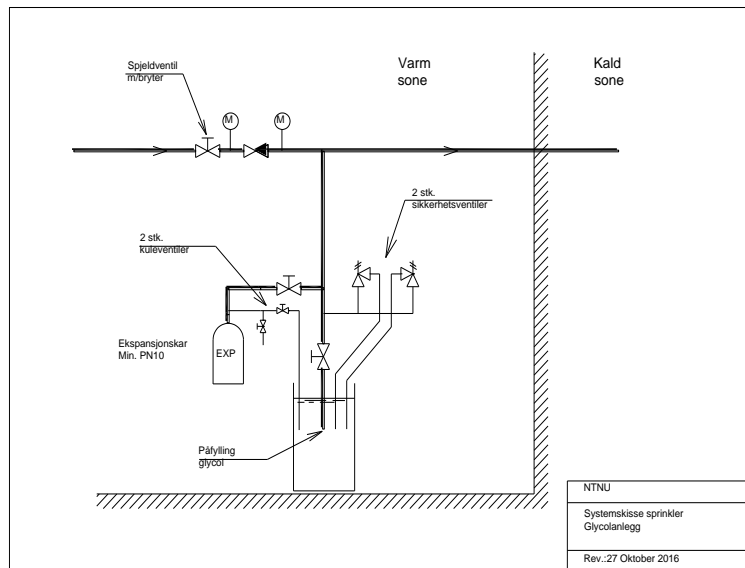 Spjeldventil
m/bryter
Varm
sone
Kald
sone
M
M
2 stk.
sikkerhetsventiler
2 stk.
kuleventiler
Ekspansjonskar
Min. PN10
EXP
Påfylling
glycol
NTNU
Systemskisse sprinkler
Glycolanlegg
Rev.:27 Oktober 2016